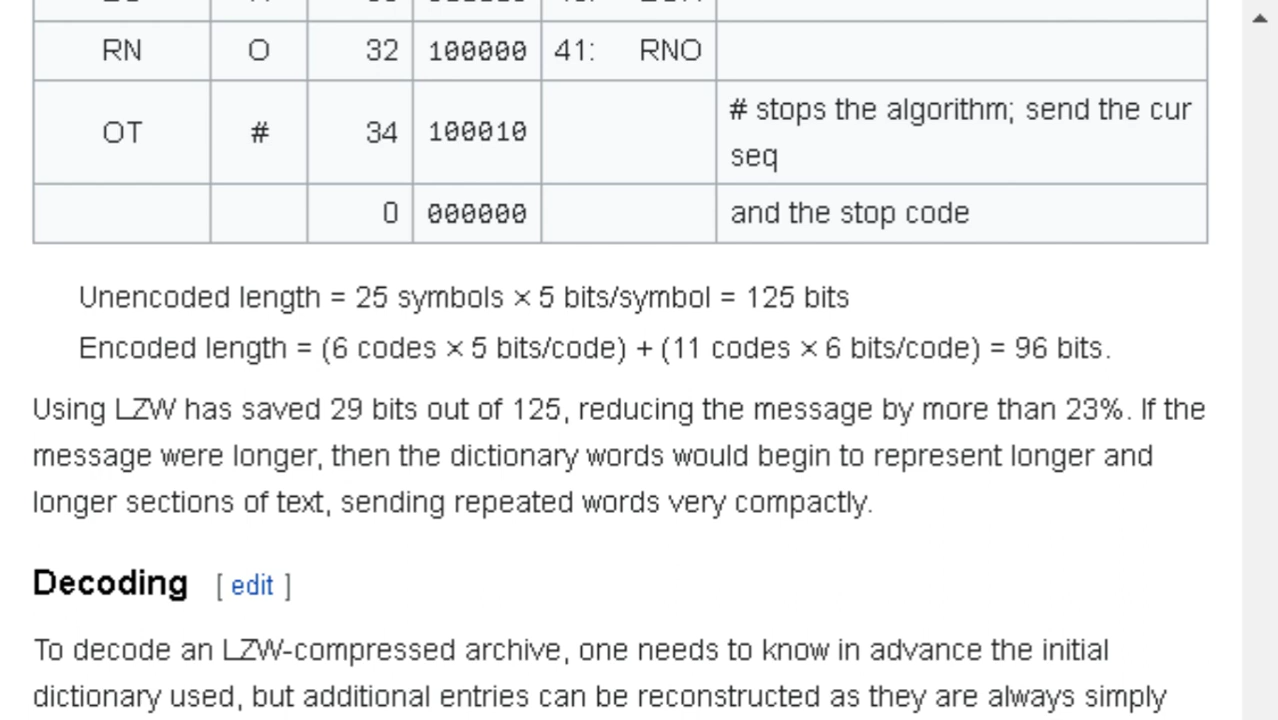 RN O 32 100000 41: RNO
OT # 34 100010 # stops the algorithm; send the cur
seq
0 000000 and the stop code
Unencoded length = 25 symbols × 5 bits/symbol = 125 bits
Encoded length = (6 codes × 5 bits/code) + (11 codes × 6 bits/code) = 96 bits.
Using LZW has saved 29 bits out of 125, reducing the message by more than 23%. If the
message were longer, then the dictionary words would begin to represent longer and
longer sections of text, sending repeated words very compactly.
Decoding [ edit ]
To decode an LZW-compressed archive, one needs to know in advance the initial
dictionary used, but additional entries can be reconstructed as they are always simply